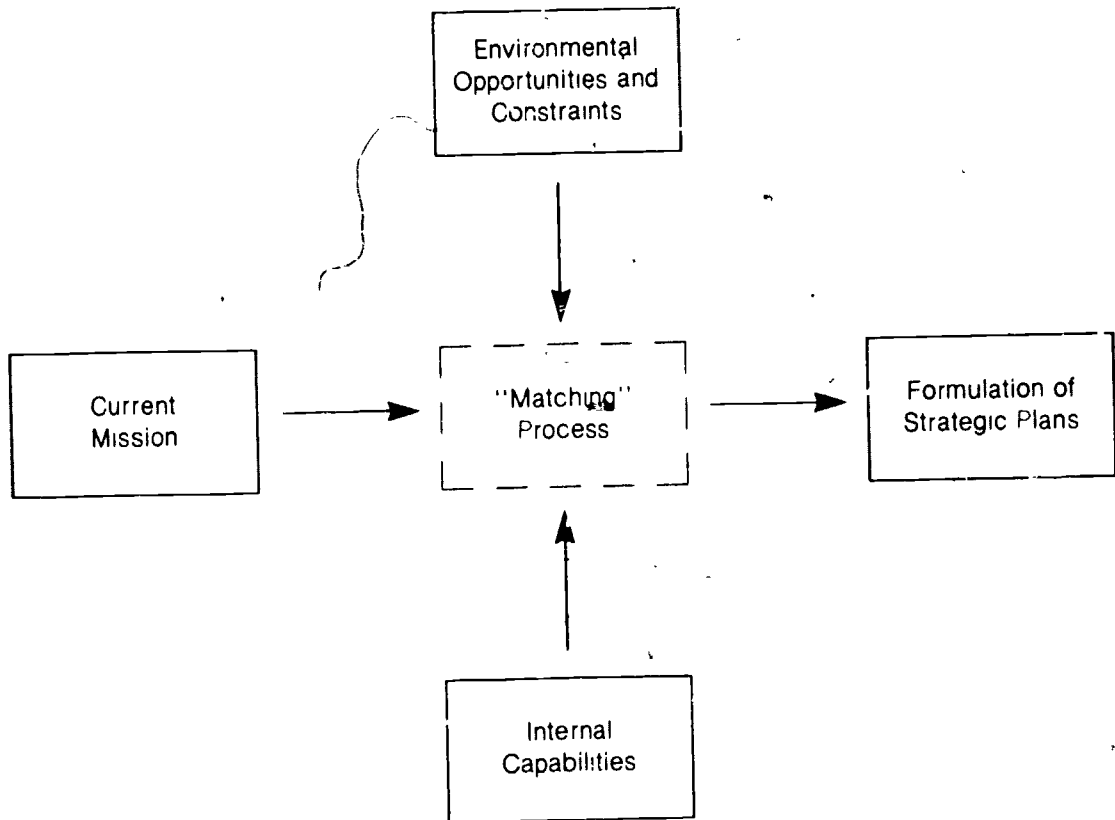 Environmental
Opportunities and
Constraints
Current
Mission
"Matching"
Process
Formulation of
Strategic Plans
Internal
Capabilities